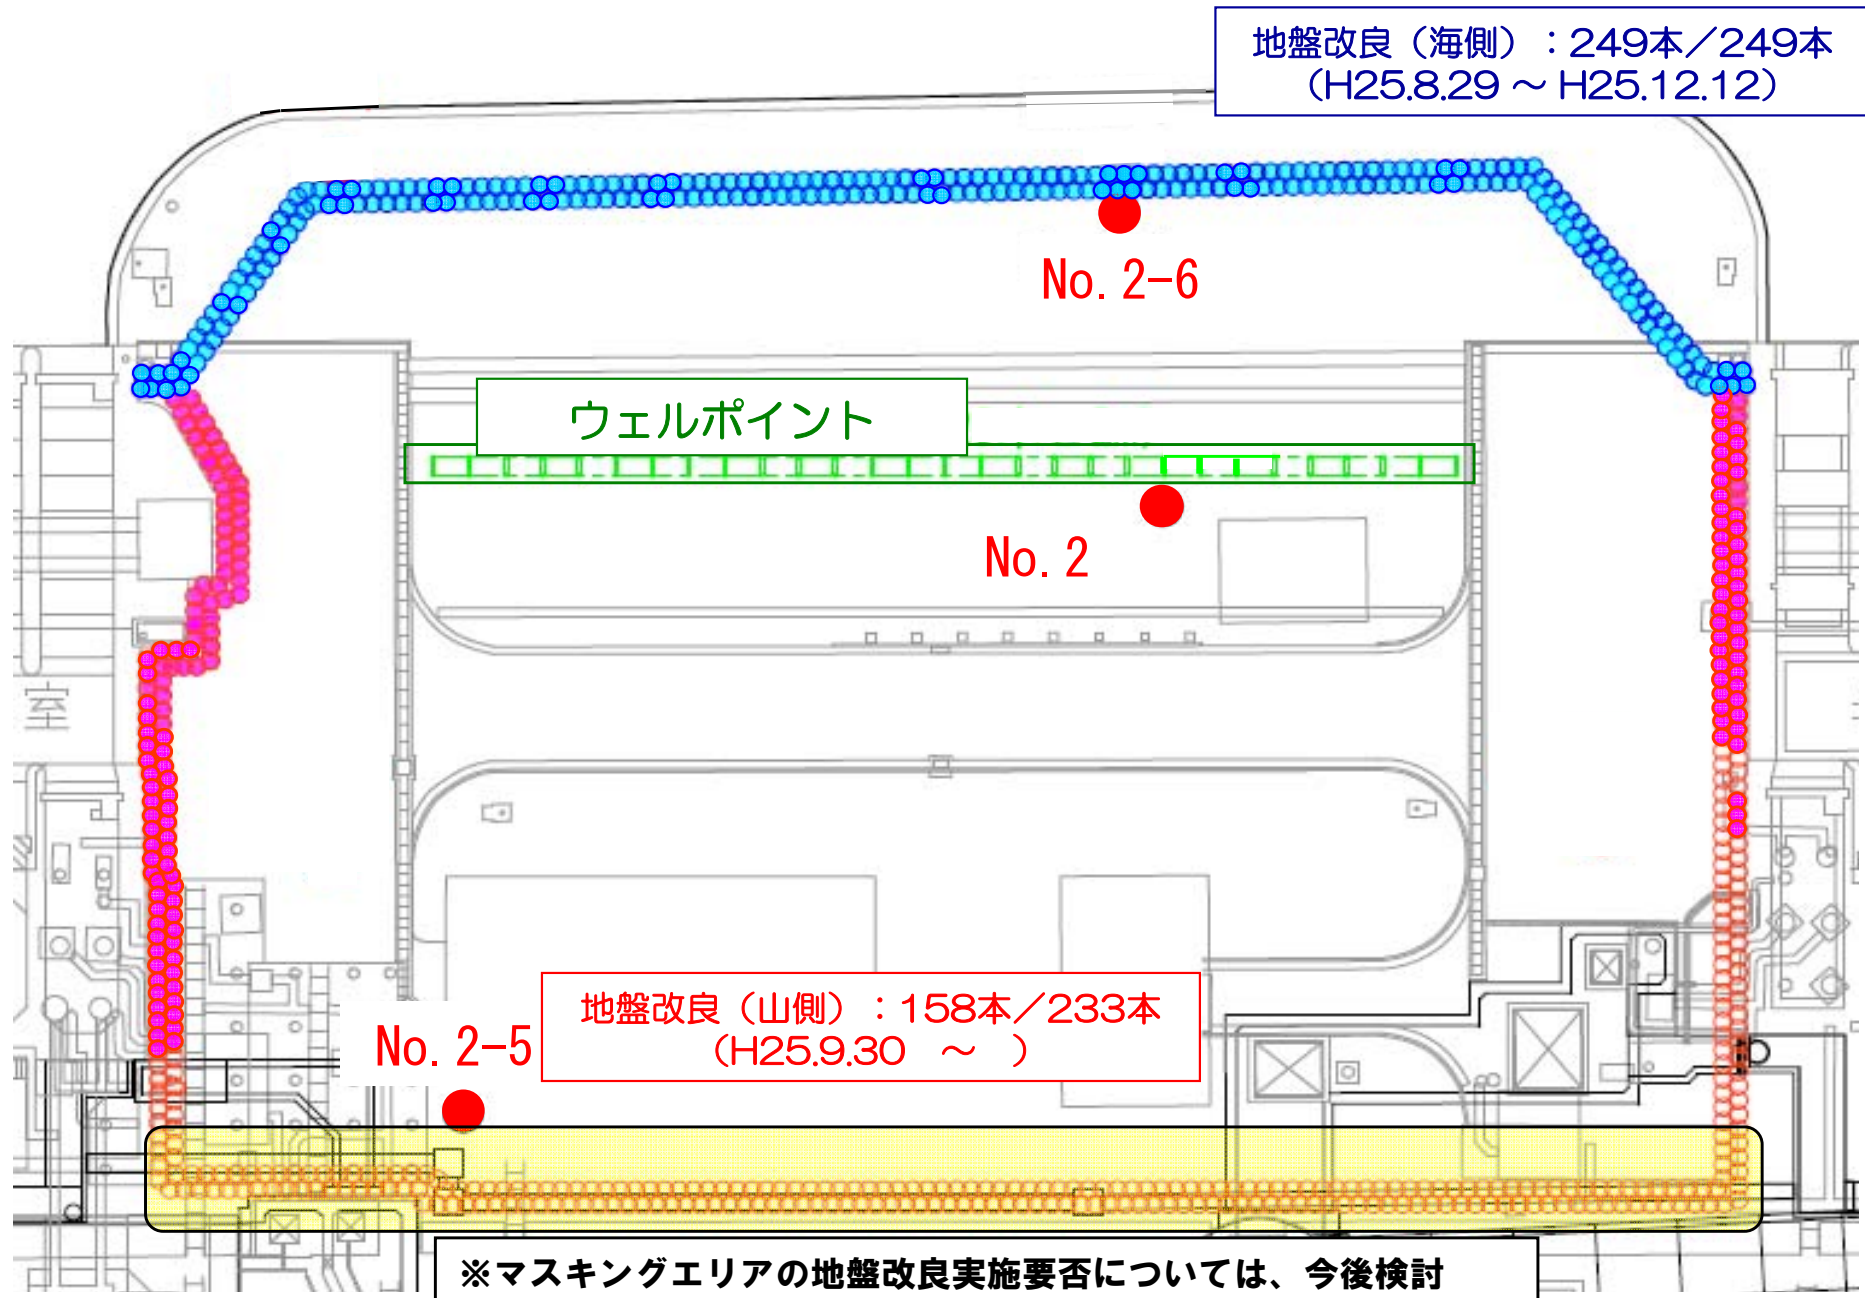 地盤改良（海側）：249本／249本
（H25.8.29 ～ H25.12.12）
No. 2-6
ウェルポイント
No. 2
室
地盤改良（山側）：158本／233本
（H25.9.30　～　）
No. 2-5
※マスキングエリアの地盤改良実施要否については、今後検討